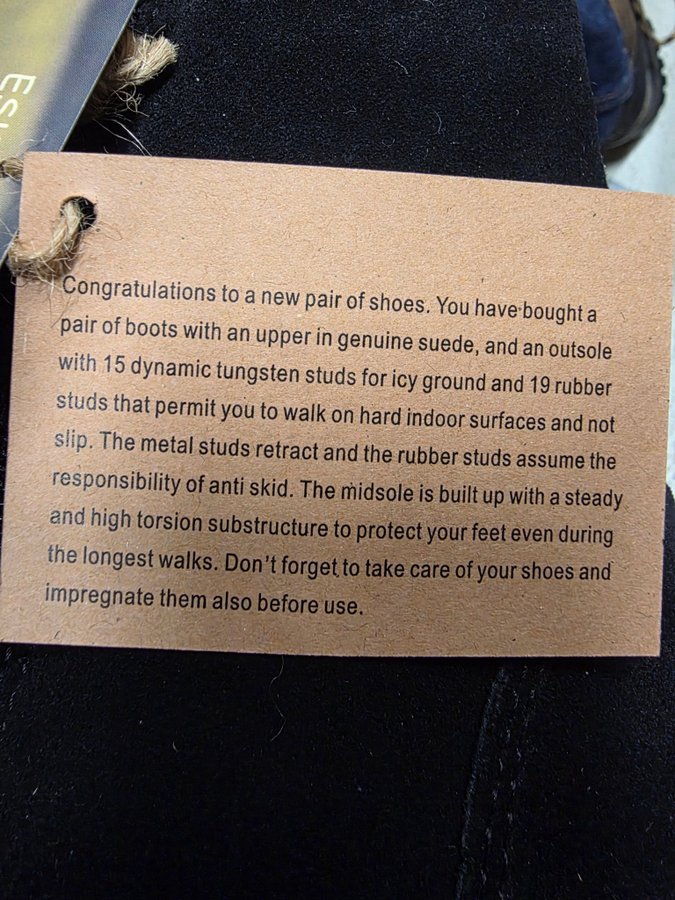 ES
Congratulations to a new pair of shoes. You have bought a
pair of boots with an upper in genuine suede, and an outsole
with 15 dynamic tungsten studs for icy ground and 19 rubber
studs that permit you to walk on hard indoor surfaces and not
slip. The metal studs retract and the rubber studs assume the
responsibility of anti skid. The midsole is built up with a steady
and high torsion substructure to protect your feet even during
the longest walks. Don't forget to take care of your shoes and
impregnate them also before use.